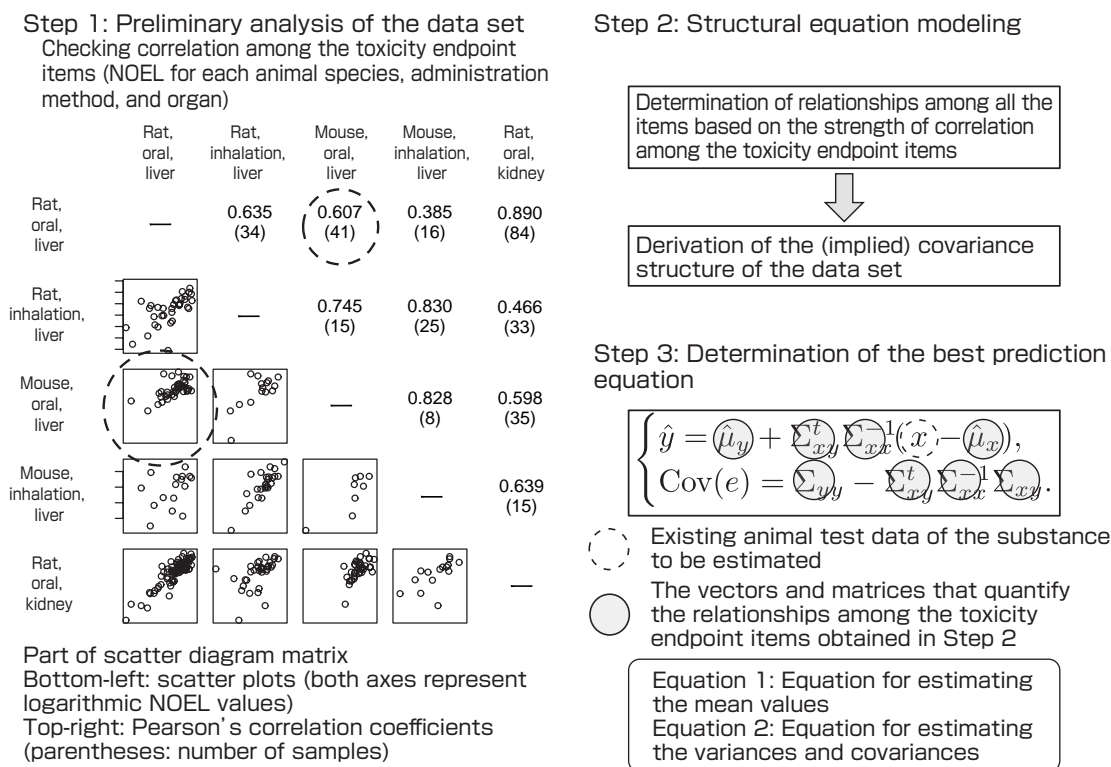 Step 1: Preliminary analysis of the data set
Checking correlation among the toxicity endpoint
items (NOEL for each animal species, administration
method, and organ)
Rat, oral, liver
Rat, inhalation, liver
Mouse, oral, liver
Mouse, inhalation, liver
Rat, oral, kidney
Rat, oral, liver
— 0.635 (34) 0.607 (41) 0.385 (16) 0.890 (84)
Rat, inhalation, liver
— 0.745 (15) 0.830 (25) 0.466 (33)
Mouse, oral, liver
— 0.828 (8) 0.598 (35)
Mouse, inhalation, liver
— 0.639 (15)
Rat, oral, kidney
—
Part of scatter diagram matrix
Bottom-left: scatter plots (both axes represent
logarithmic NOEL values)
Top-right: Pearson's correlation coefficients
(parentheses: number of samples)
Step 2: Structural equation modeling
Determination of relationships among all the
items based on the strength of correlation
among the toxicity endpoint items
Derivation of the (implied) covariance
structure of the data set
Step 3: Determination of the best prediction
equation
ŷ = μ̂_y + Σ^t_xy Σ^−1_xx (x − μ̂_x),
Cov(e) = Σ_yy − Σ^t_xy Σ^−1_xx Σ_xy.
Existing animal test data of the substance
to be estimated
The vectors and matrices that quantify
the relationships among the toxicity
endpoint items obtained in Step 2
Equation 1: Equation for estimating
the mean values
Equation 2: Equation for estimating
the variances and covariances